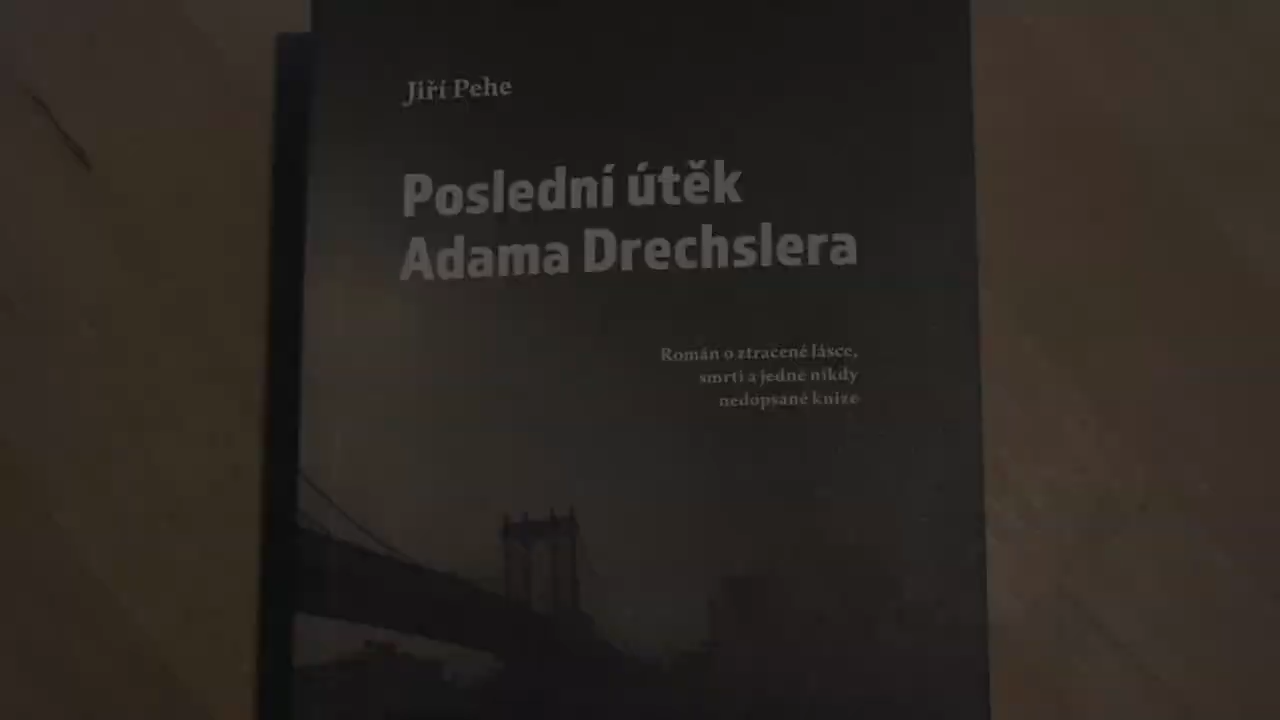 Jiří Pehe
Poslední útěk
Adama Drechslera
Román o ztracené lásce,
smrti a jedné nikdy
nedopsané knize